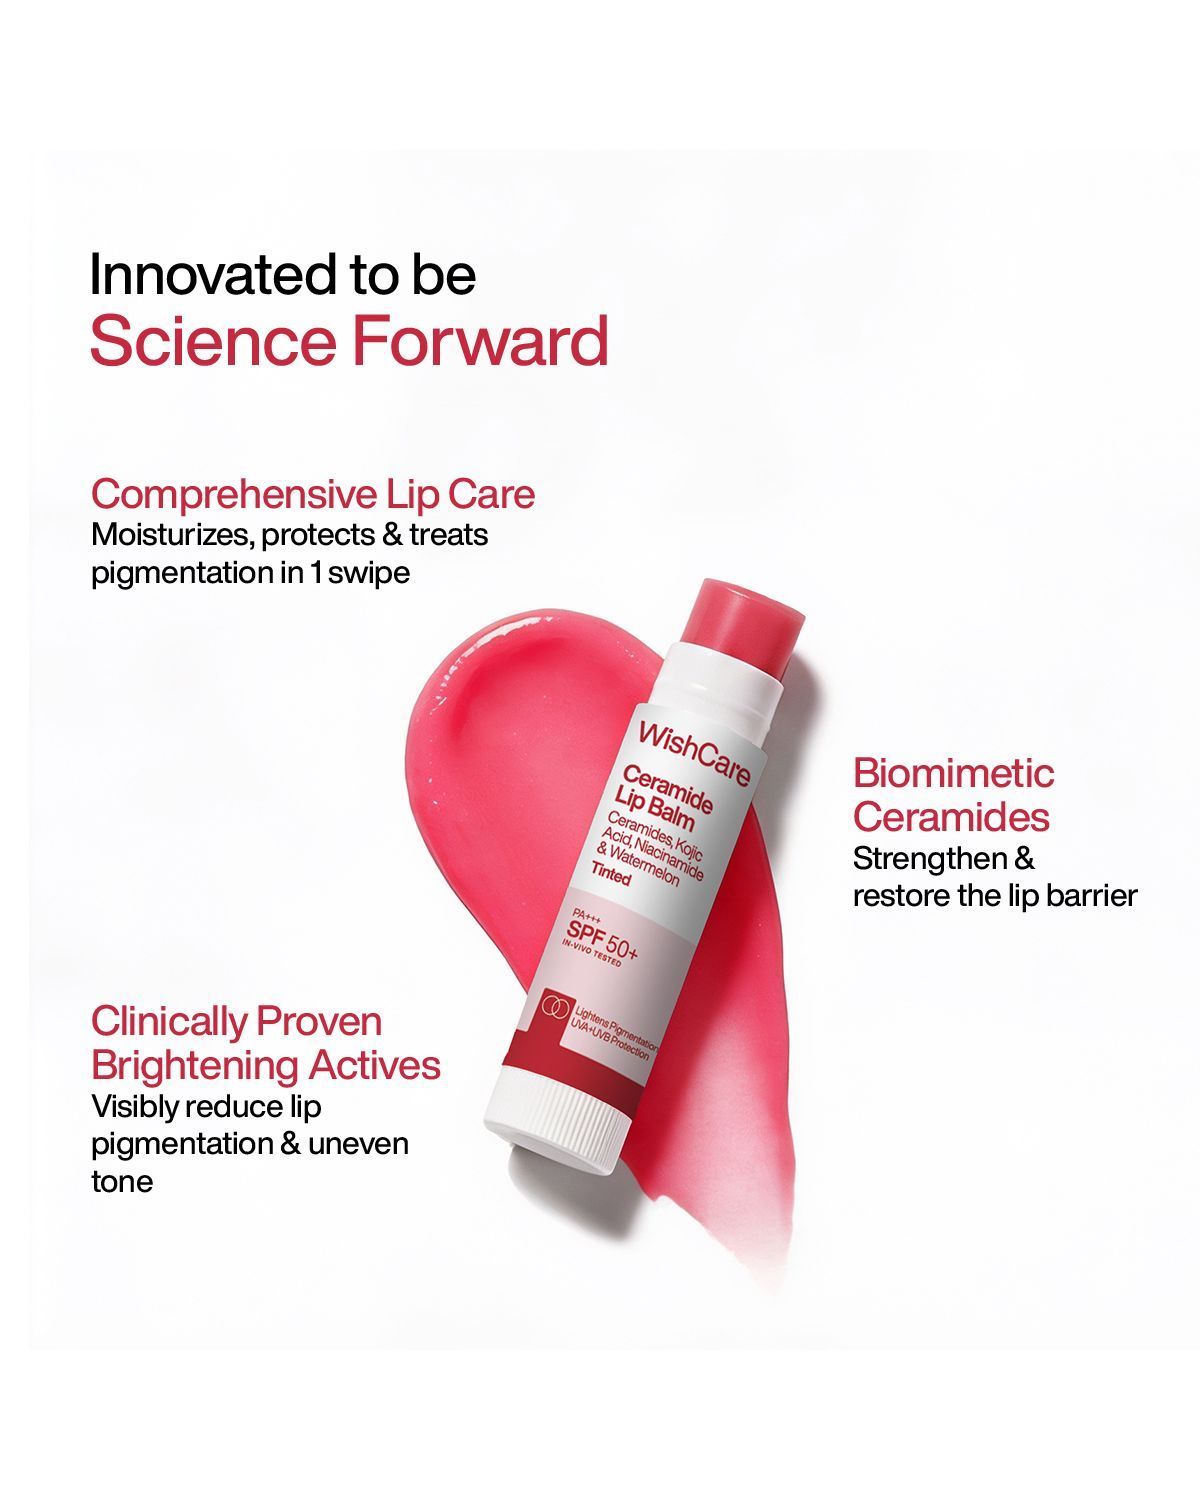 Innovated to be
Science Forward
Comprehensive Lip Care
Moisturizes, protects & treats
pigmentation in 1 swipe
WishCare
Ceramide
Lip Balm
Ceramides, Kojic
Acid, Niacinamide
& Watermelon
Tinted
PA+++
SPF 50+
IN-VIVO TESTED
Lightens Pigmentation
UVA+UVB Protection
Biomimetic
Ceramides
Strengthen &
restore the lip barrier
Clinically Proven
Brightening Actives
Visibly reduce lip
pigmentation & uneven
tone